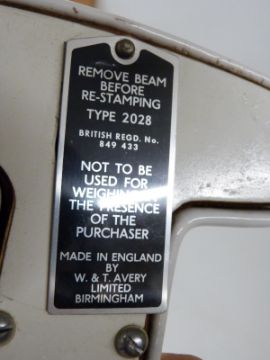 REMOVE BEAM
BEFORE
RE-STAMPING
TYPE 2028
BRITISH REGD. No.
849 433
NOT TO BE
USED FOR
WEIGHING IN
THE PRESENCE
OF THE
PURCHASER
MADE IN ENGLAND
BY
W. & T. AVERY
LIMITED
BIRMINGHAM